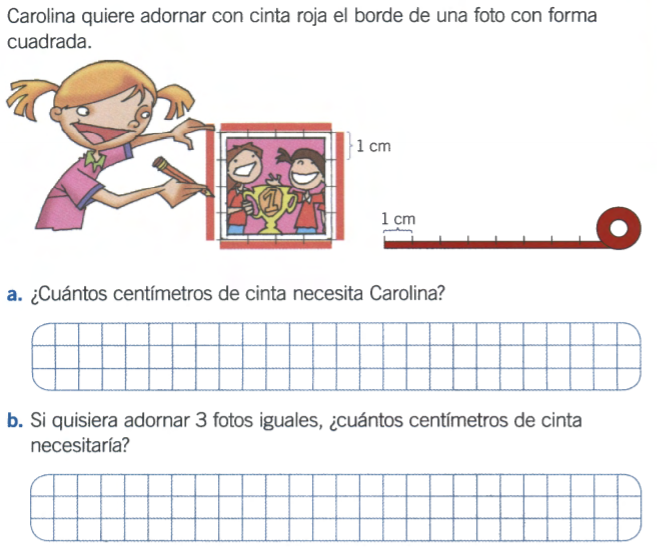 Carolina quiere adornar con cinta roja el borde de una foto con forma
cuadrada.
1 cm
1 cm
1
a. ¿Cuántos centímetros de cinta necesita Carolina?
b. Si quisiera adornar 3 fotos iguales, ¿cuántos centímetros de cinta
necesitaría?